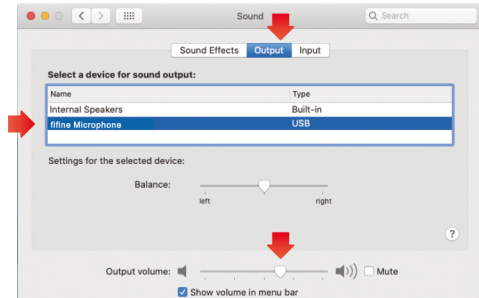 Sound
Search
Sound Effects Output Input
Select a device for sound output:
Name Type
Internal Speakers Built-in
fifine Microphone USB
Settings for the selected device:
Balance:
left right
?
Output volume: Mute
Show volume in menu bar